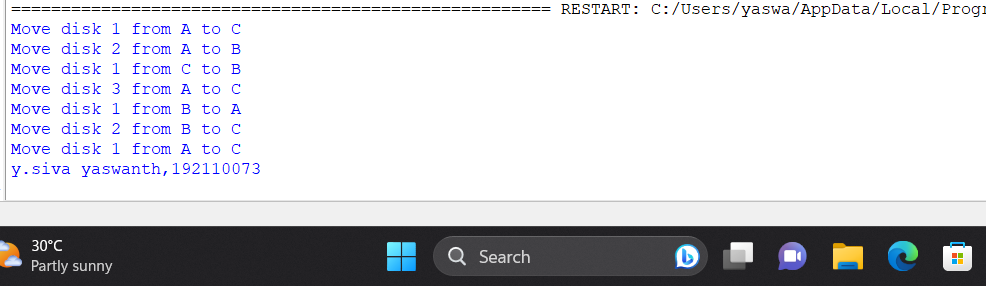 ====================================================== RESTART: C:/Users/yaswa/AppData/Local/Progr
Move disk 1 from A to C
Move disk 2 from A to B
Move disk 1 from C to B
Move disk 3 from A to C
Move disk 1 from B to A
Move disk 2 from B to C
Move disk 1 from A to C
y.siva yaswanth,192110073
30°C
Partly sunny
Search